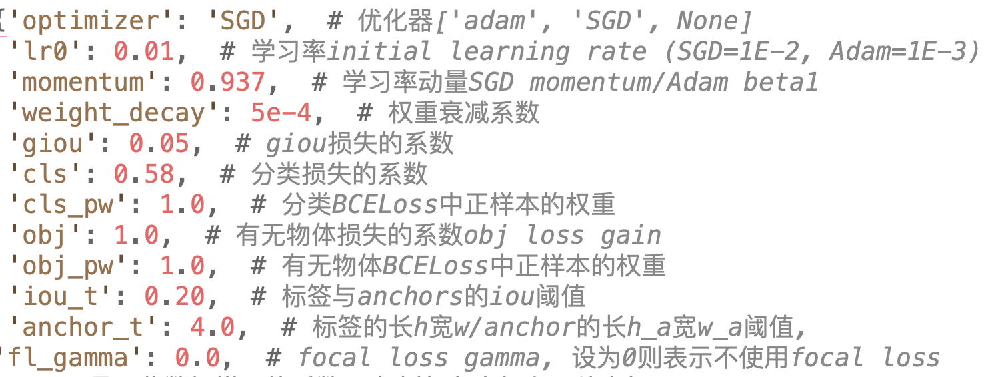 {'optimizer': 'SGD',  # 优化器['adam', 'SGD', None]
'lr0': 0.01,  # 学习率initial learning rate (SGD=1E-2, Adam=1E-3)
'momentum': 0.937,  # 学习率动量SGD momentum/Adam beta1
'weight_decay': 5e-4,  # 权重衰减系数
'giou': 0.05,  # giou损失的系数
'cls': 0.58,  # 分类损失的系数
'cls_pw': 1.0,  # 分类BCELoss中正样本的权重
'obj': 1.0,  # 有无物体损失的系数obj loss gain
'obj_pw': 1.0,  # 有无物体BCELoss中正样本的权重
'iou_t': 0.20,  # 标签与anchors的iou阈值
'anchor_t': 4.0,  # 标签的长h宽w/anchor的长h_a宽w_a阈值,
'fl_gamma': 0.0,  # focal loss gamma, 设为0则表示不使用focal loss